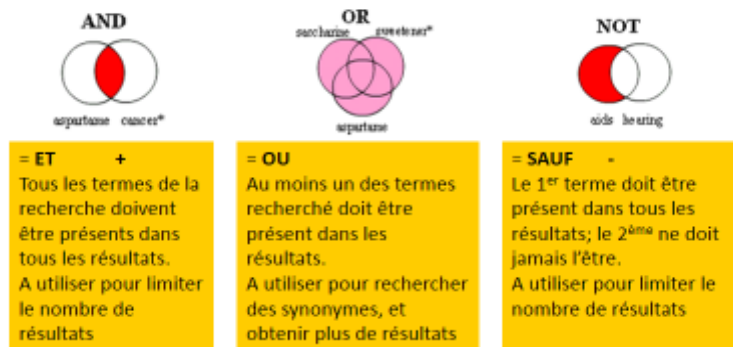 AND
aspartame cancer*
= ET +
Tous les termes de la
recherche doivent
être présents dans
tous les résultats.
A utiliser pour limiter
le nombre de
résultats
OR
saccharine sweetener*
aspartame
= OU
Au moins un des termes
recherché doit être
présent dans les
résultats.
A utiliser pour rechercher
des synonymes, et
obtenir plus de résultats
NOT
aids hearing
= SAUF -
Le 1er terme doit être
présent dans tous les
résultats; le 2ème ne doit
jamais l'être.
A utiliser pour limiter le
nombre de résultats